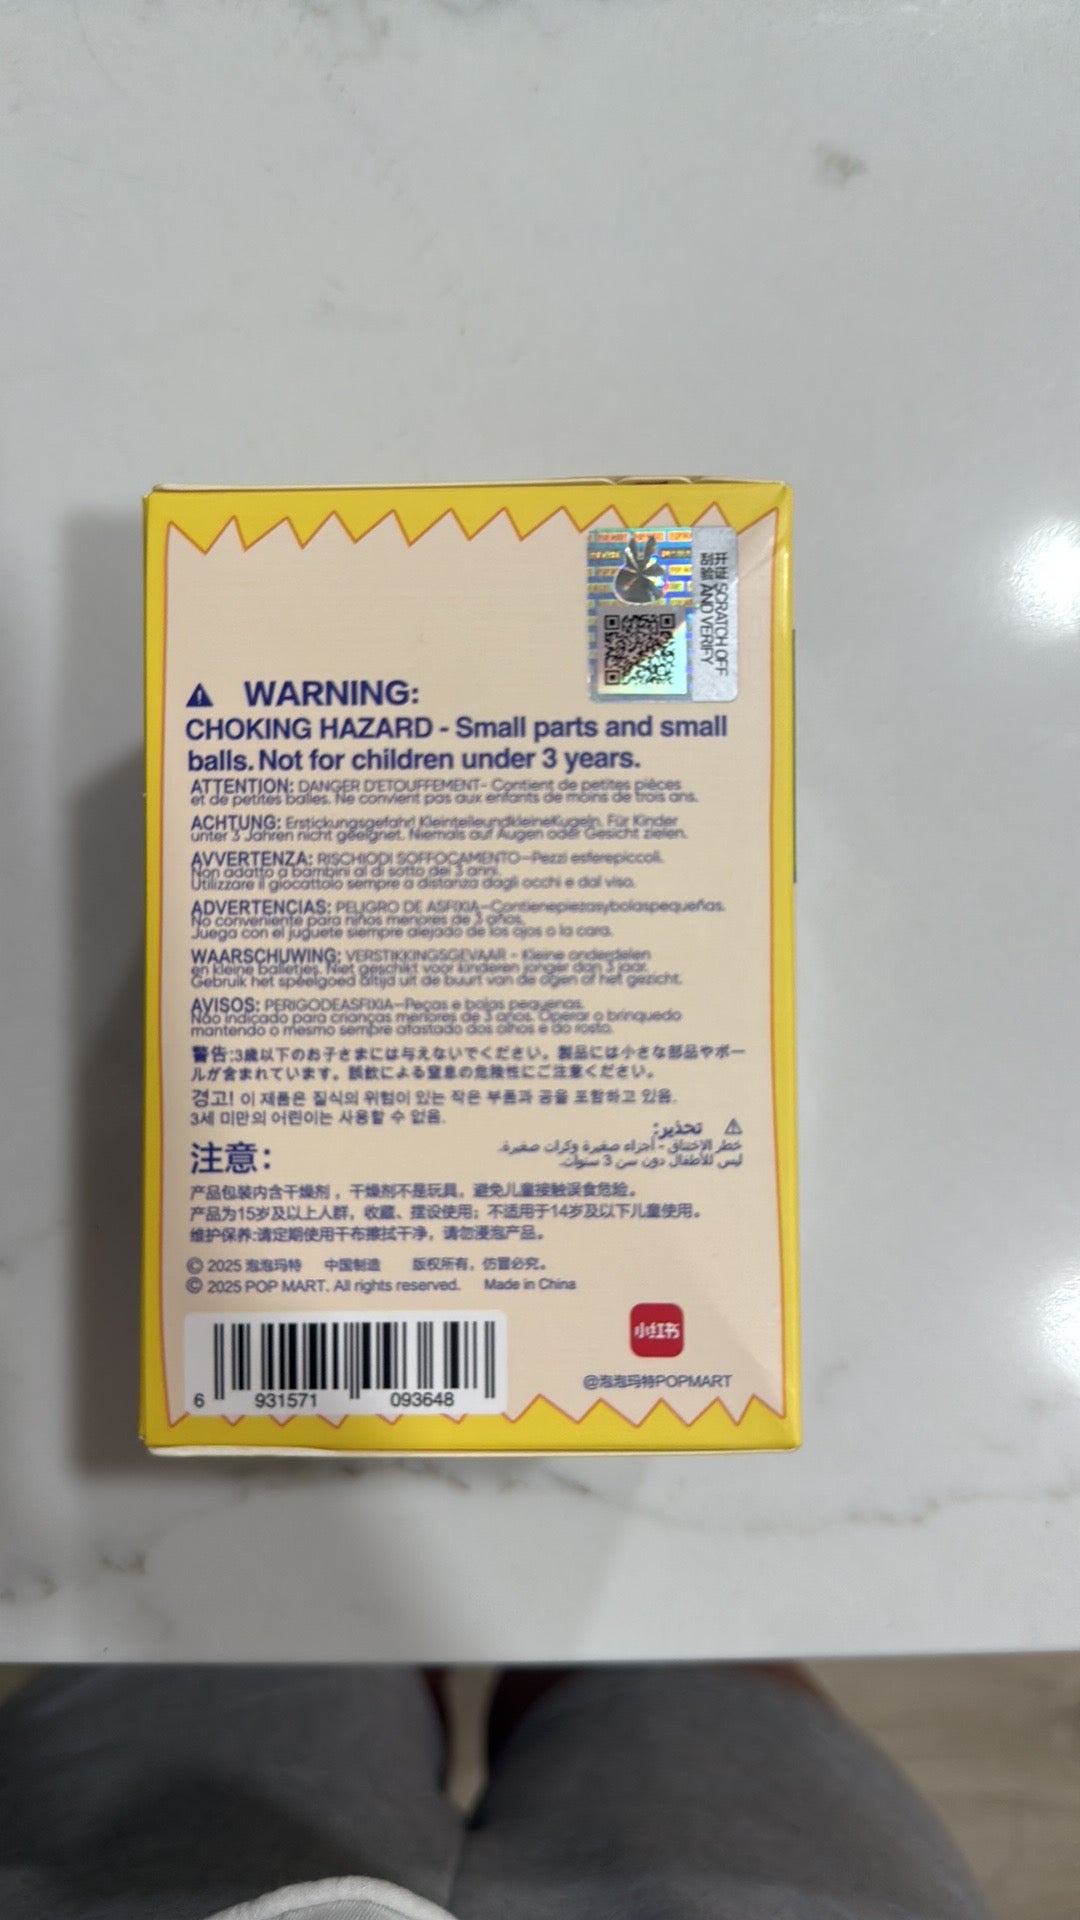 开盒 SCRATCH OFF
刮验 AND VERIFY
WARNING:
CHOKING HAZARD - Small parts and small
balls. Not for children under 3 years.
ATTENTION: DANGER D'ETOUFFEMENT- Contient de petites pièces
et de petites balles. Ne convient pas aux enfants de moins de trois ans.
ACHTUNG: Erstickungsgefahr! KleinteileundkleineKugeln. Für Kinder
unter 3 Jahren nicht geeignet. Niemals auf Augen oder Gesicht zielen.
AVVERTENZA: RISCHIODI SOFFOCAMENTO—Pezzi esferepiccoli.
Non adatto a bambini al di sotto dei 3 anni.
Utilizzare il giocattolo sempre a distanza dagli occhi e dal viso.
ADVERTENCIAS: PELIGRO DE ASFIXIA—Contienepiezasybolaspequeñas.
No conveniente para niños menores de 3 años.
Juega con el juguete siempre alejado de los ojos o la cara.
WAARSCHUWING: VERSTIKKINGSGEVAAR - Kleine onderdelen
en kleine balletjes. Niet geschikt voor kinderen jonger dan 3 jaar.
Gebruik het speelgoed altijd uit de buurt van de ogen of het gezicht.
AVISOS: PERIGODEASFIXIA—Peças e bolas pequenas.
Não indicado para crianças menores de 3 anos. Operar o brinquedo
mantendo o mesmo sempre afastado dos olhos e do rosto.
警告:3歳以下のお子さまには与えないでください。製品には小さな部品やボー
ルが含まれています。誤飲による窒息の危険性にご注意ください。
경고! 이 제품은 질식의 위험이 있는 작은 부품과 공을 포함하고 있음.
3세 미만의 어린이는 사용할 수 없음.
تحذير:
خطر الإختناق - أجزاء صغيرة وكرات صغيرة.
ليس للأطفال دون سن 3 سنوات.
注意：
产品包装内含干燥剂，干燥剂不是玩具，避免儿童接触误食危险。
产品为15岁及以上人群，收藏、摆设使用；不适用于14岁及以下儿童使用。
维护保养:请定期使用干布擦拭干净，请勿浸泡产品。
© 2025 泡泡玛特 中国制造 版权所有，仿冒必究。
© 2025 POP MART. All rights reserved. Made in China
小红书
@泡泡玛特POPMART
6 931571 093648